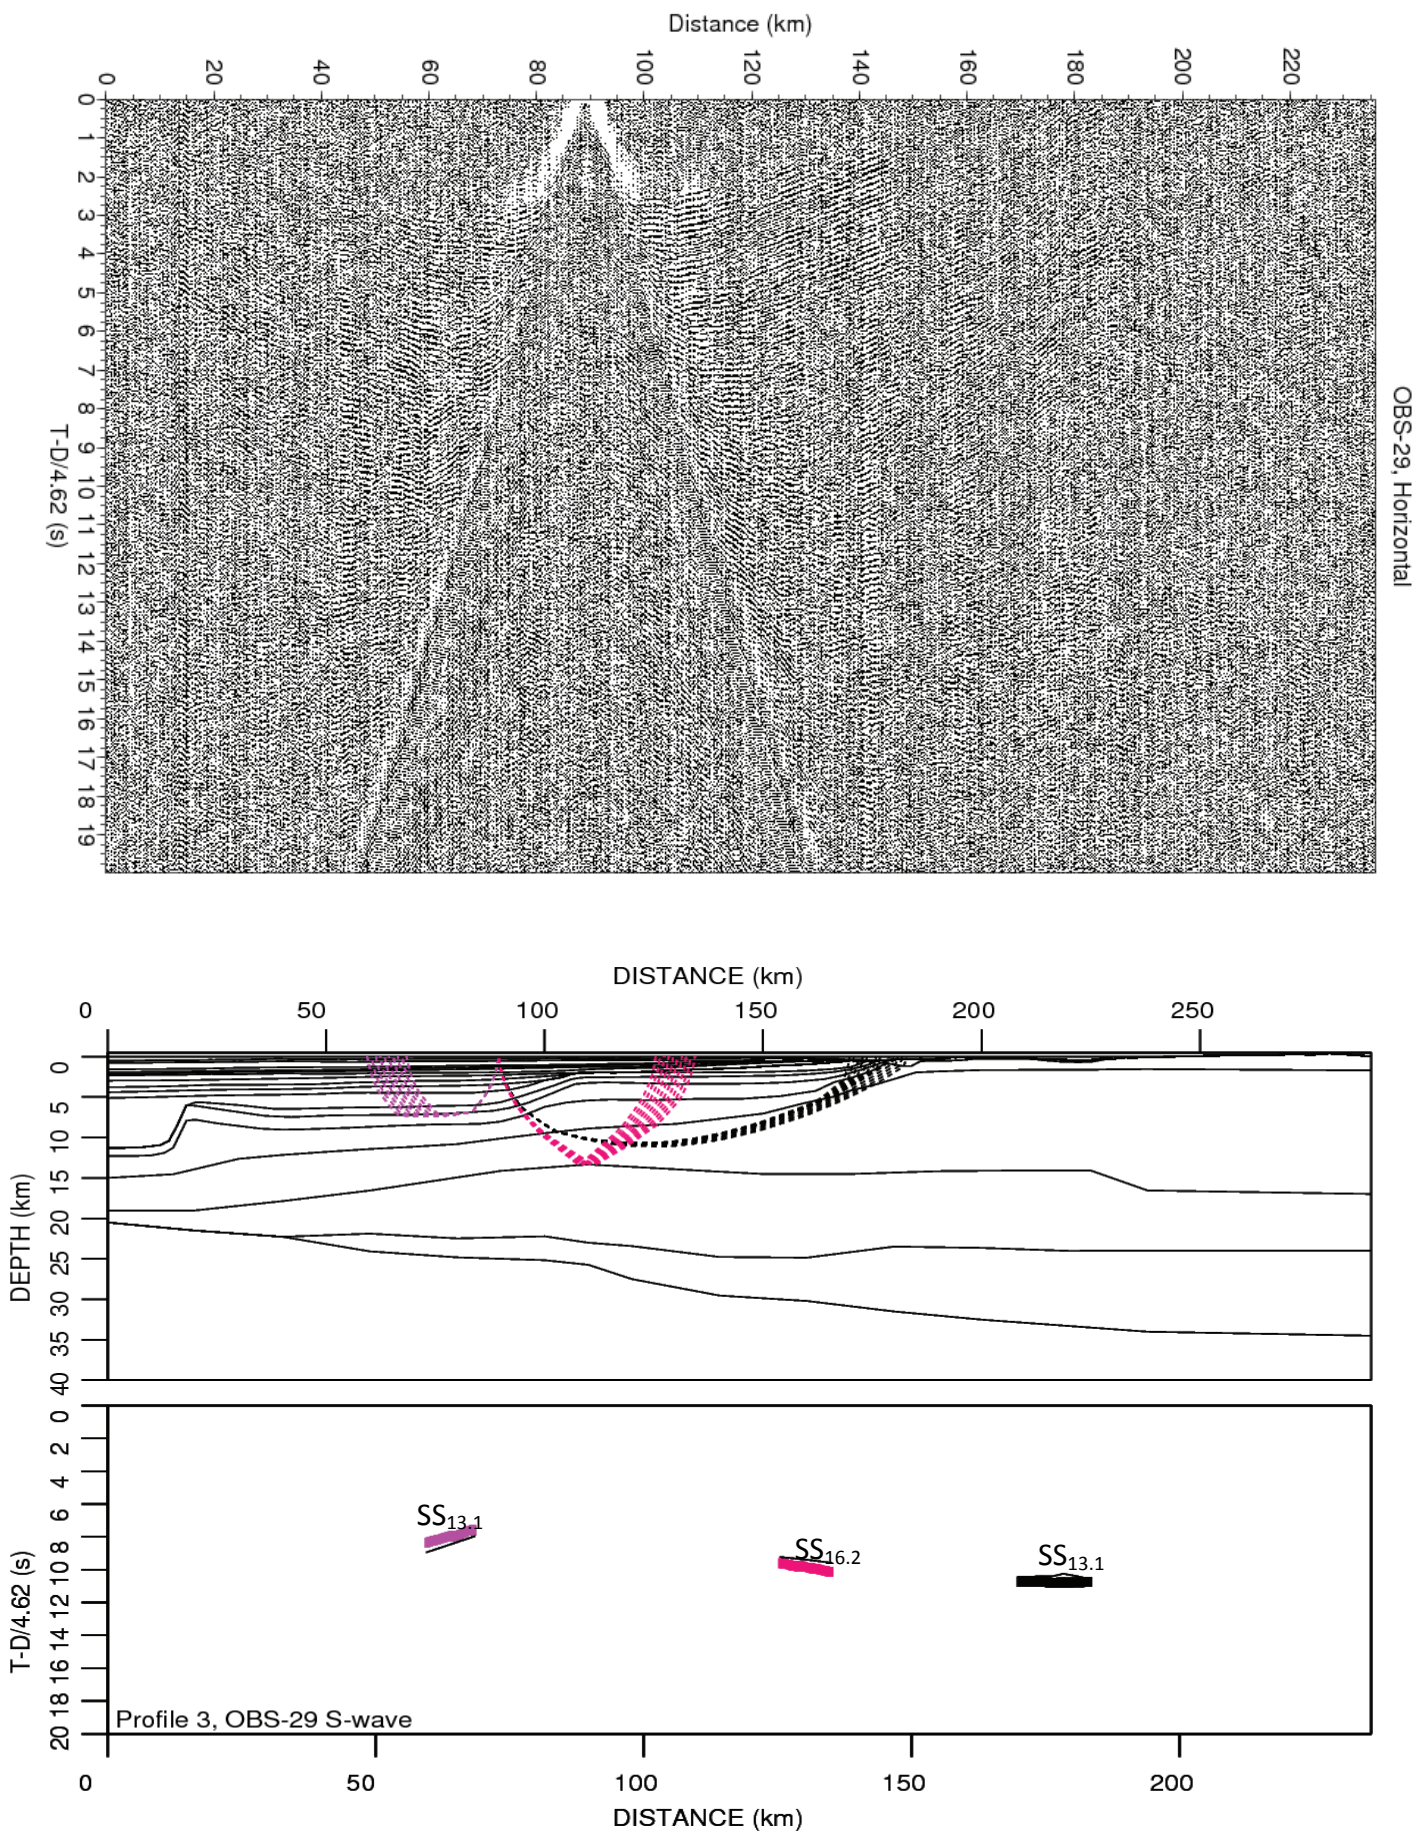 Distance (km)
0 20 40 60 80 100 120 140 160 180 200 220
0
1
2
3
4
5
6
7
8
9
10
11
12
13
14
15
16
17
18
19
T-D/4.62 (s)
OBS-29, Horizontal
DISTANCE (km)
0 50 100 150 200 250
0
5
10
15
20
25
30
35
40
DEPTH (km)
0
2
4
6
8
10
12
14
16
18
20
T-D/4.62 (s)
SS13.1
SS16.2
SS13.1
Profile 3, OBS-29 S-wave
0 50 100 150 200
DISTANCE (km)